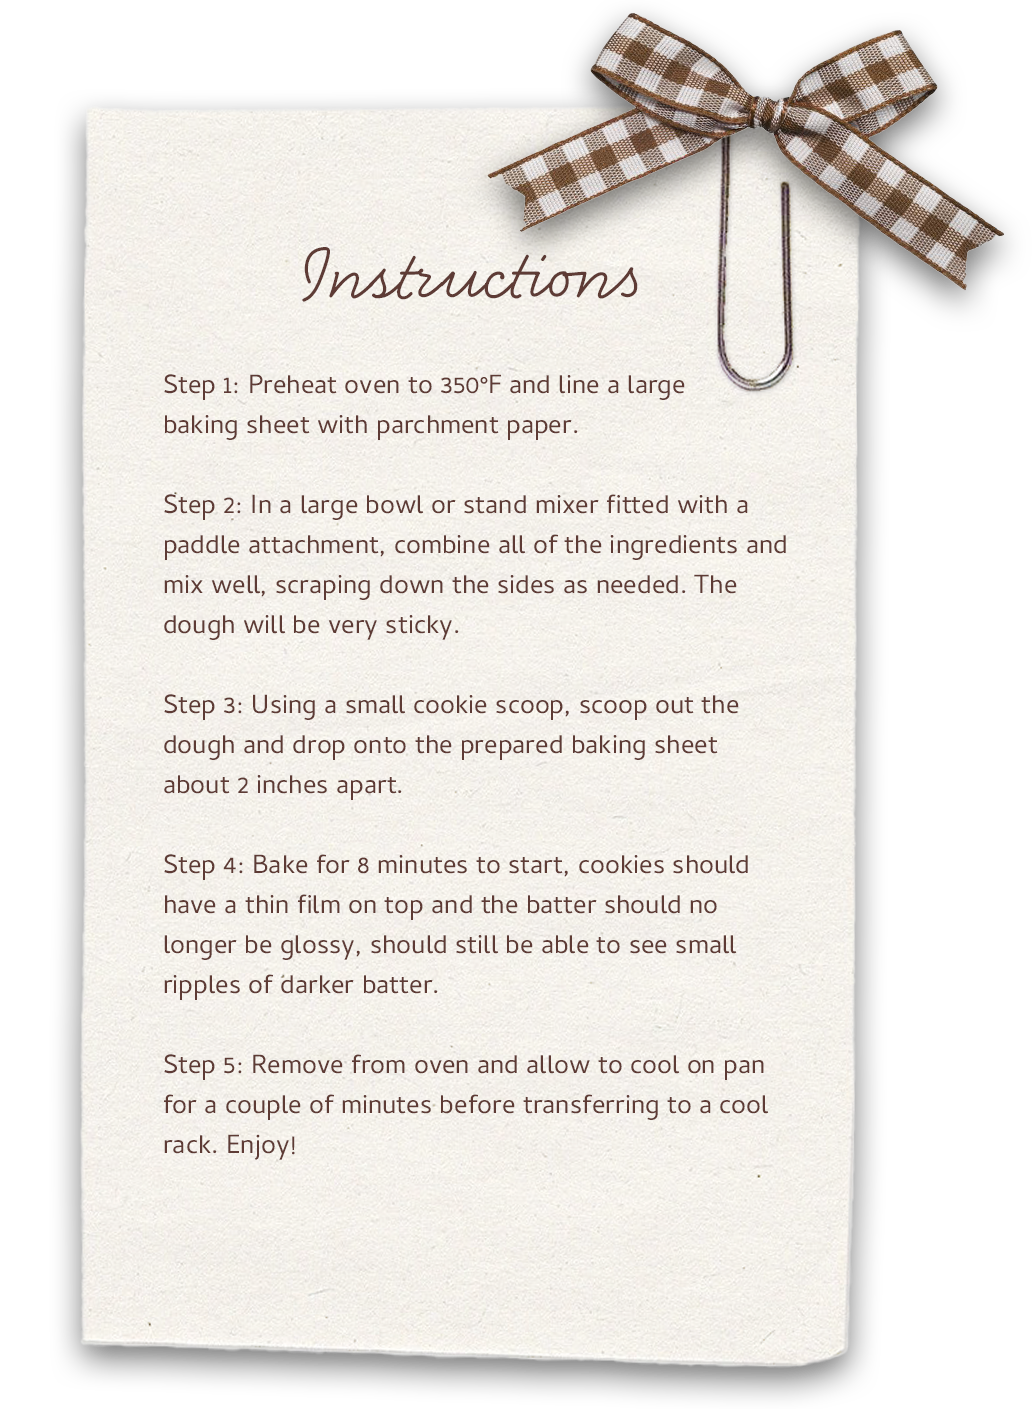 Instructions
Step 1: Preheat oven to 350°F and line a large
baking sheet with parchment paper.
Step 2: In a large bowl or stand mixer fitted with a
paddle attachment, combine all of the ingredients and
mix well, scraping down the sides as needed. The
dough will be very sticky.
Step 3: Using a small cookie scoop, scoop out the
dough and drop onto the prepared baking sheet
about 2 inches apart.
Step 4: Bake for 8 minutes to start, cookies should
have a thin film on top and the batter should no
longer be glossy, should still be able to see small
ripples of darker batter.
Step 5: Remove from oven and allow to cool on pan
for a couple of minutes before transferring to a cool
rack. Enjoy!